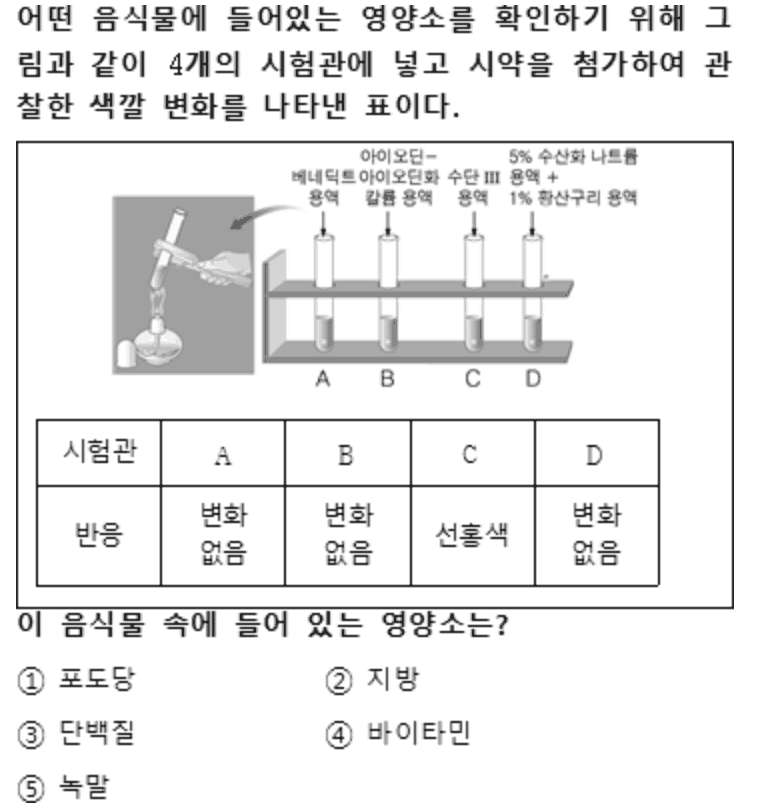 어떤 음식물에 들어있는 영양소를 확인하기 위해 그
림과 같이 4개의 시험관에 넣고 시약을 첨가하여 관
찰한 색깔 변화를 나타낸 표이다.
아이오딘- 5% 수산화 나트륨
베네딕트 아이오딘화 수단 III 용액 +
용액 칼륨 용액 용액 1% 황산구리 용액
A B C D
시험관 A B C D
반응 변화 없음 변화 없음 선홍색 변화 없음
이 음식물 속에 들어 있는 영양소는?
① 포도당 ② 지방
③ 단백질 ④ 바이타민
⑤ 녹말